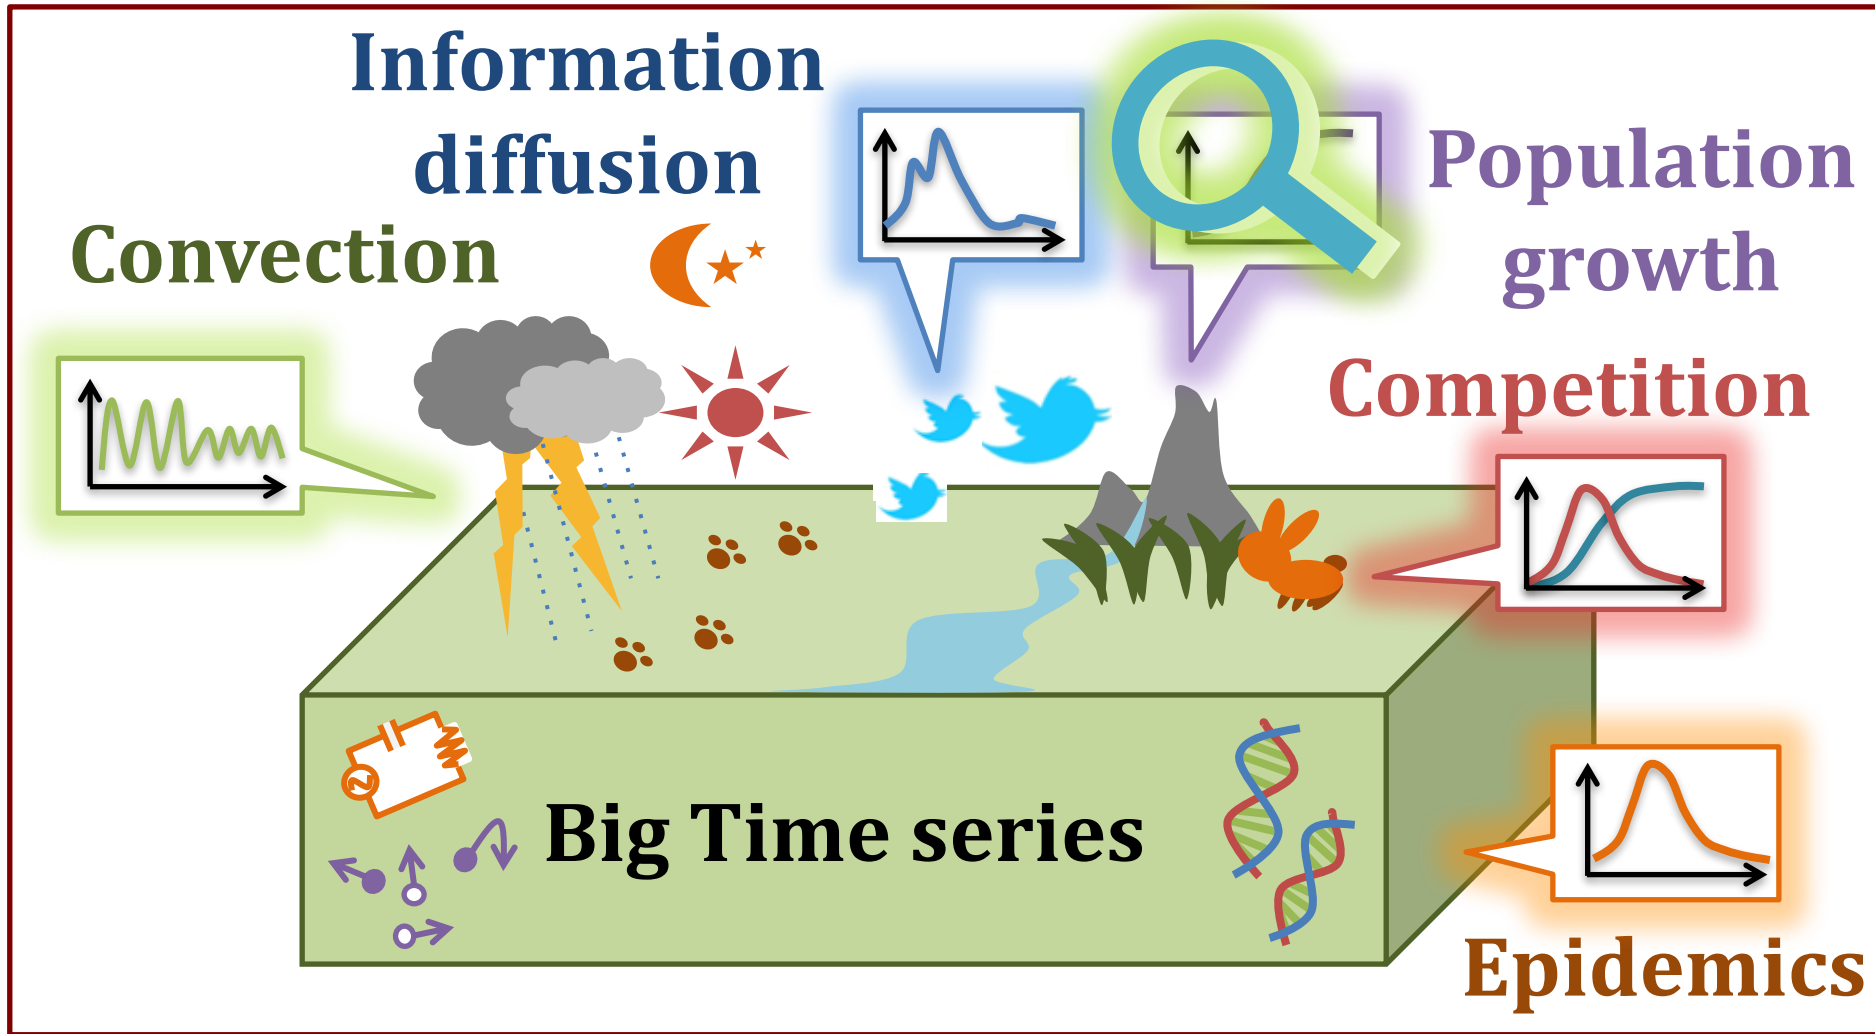 Information
diffusion
Convection
Population
growth
Competition
Big Time series
Epidemics